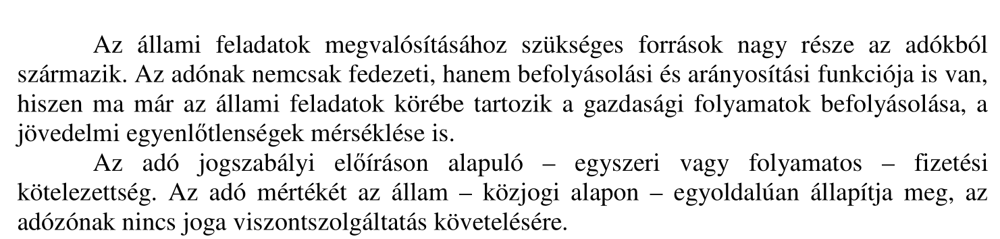 Az állami feladatok megvalósításához szükséges források nagy része az adókból
származik. Az adónak nemcsak fedezeti, hanem befolyásolási és arányosítási funkciója is van,
hiszen ma már az állami feladatok körébe tartozik a gazdasági folyamatok befolyásolása, a
jövedelmi egyenlőtlenségek mérséklése is.
Az adó jogszabályi előíráson alapuló – egyszeri vagy folyamatos – fizetési
kötelezettség. Az adó mértékét az állam – közjogi alapon – egyoldalúan állapítja meg, az
adózónak nincs joga viszontszolgáltatás követelésére.